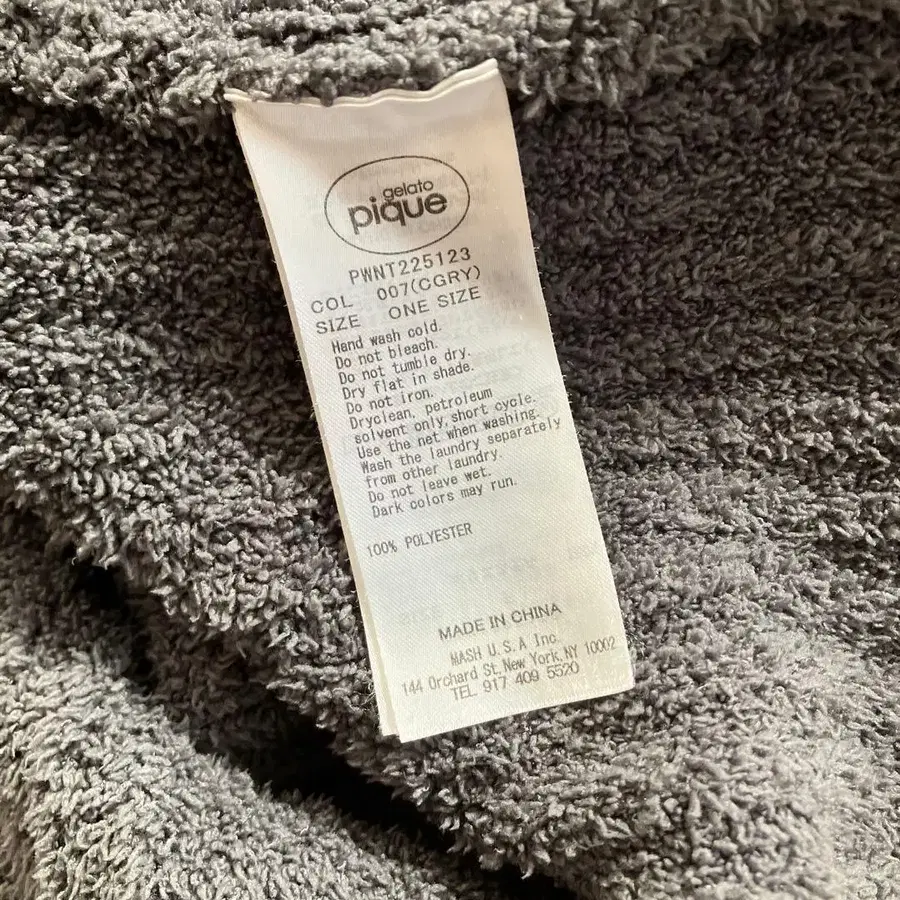 gelato
pique
PWNT225123
COL 007(CGRY)
SIZE ONE SIZE
Hand wash cold.
Do not bleach.
Do not tumble dry.
Dry flat in shade.
Do not iron.
Dryclean, petroleum
solvent only, short cycle.
Use the net when washing.
Wash the laundry separately
from other laundry.
Do not leave wet.
Dark colors may run.
100% POLYESTER
MADE IN CHINA
MASH U.S.A Inc.
144 Orchard St, New York, NY 10002
TEL 917 409 5520